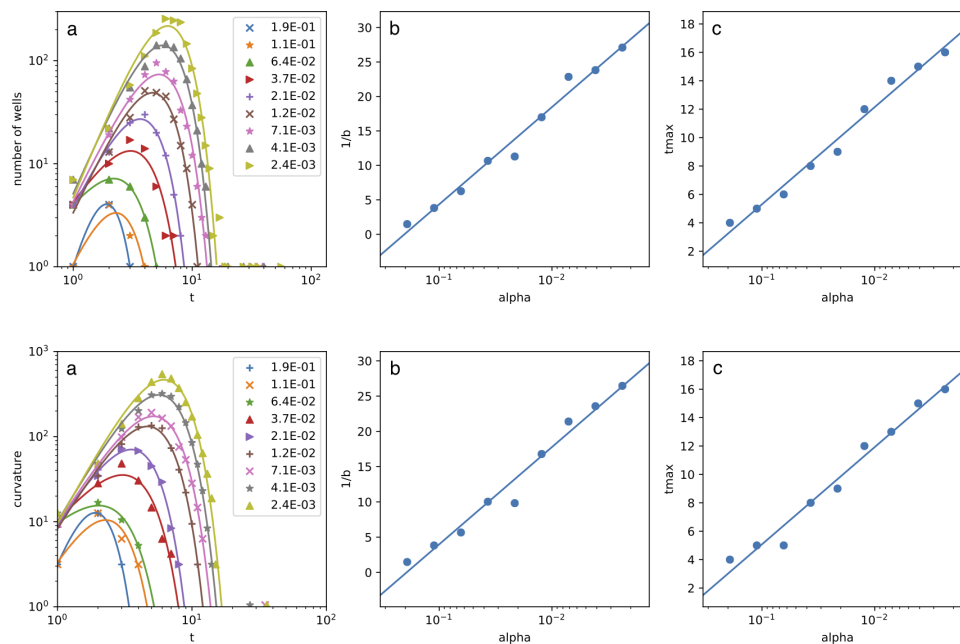 a
number of wells
10²
10¹
10⁰
10⁰
10¹
10²
t
1.9E-01
1.1E-01
6.4E-02
3.7E-02
2.1E-02
1.2E-02
7.1E-03
4.1E-03
2.4E-03
b
1/b
30
25
20
15
10
5
0
10⁻¹
10⁻²
alpha
c
tmax
18
16
14
12
10
8
6
4
2
10⁻¹
10⁻²
alpha
a
curvature
10³
10²
10¹
10⁰
10⁰
10¹
10²
t
1.9E-01
1.1E-01
6.4E-02
3.7E-02
2.1E-02
1.2E-02
7.1E-03
4.1E-03
2.4E-03
b
1/b
30
25
20
15
10
5
0
10⁻¹
10⁻²
alpha
c
tmax
18
16
14
12
10
8
6
4
2
10⁻¹
10⁻²
alpha